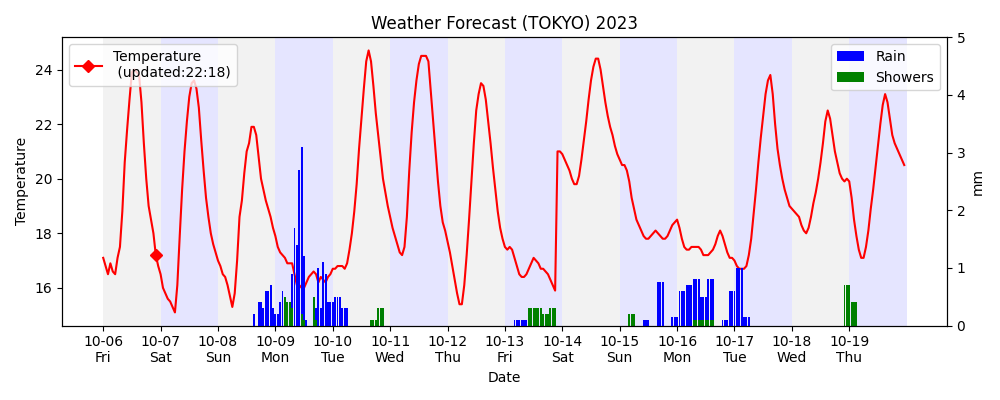 Weather Forecast (TOKYO) 2023
Temperature
(updated:22:18)
Rain
Showers
Temperature
24
22
20
18
16
5
4
3
2
1
0
mm
10-06 10-07 10-08 10-09 10-10 10-11 10-12 10-13 10-14 10-15 10-16 10-17 10-18 10-19
Fri Sat Sun Mon Tue Wed Thu Fri Sat Sun Mon Tue Wed Thu
Date